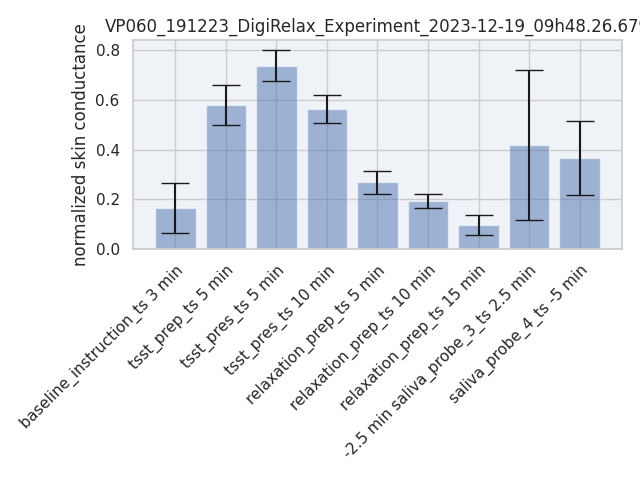 VP060_191223_DigiRelax_Experiment_2023-12-19_09h48.26.679
normalized skin conductance
0.8
0.6
0.4
0.2
0.0
baseline_instruction_ts 3 min
tsst_prep_ts 5 min
tsst_pres_ts 5 min
tsst_pres_ts 10 min
relaxation_prep_ts 5 min
relaxation_prep_ts 10 min
relaxation_prep_ts 15 min
-2.5 min saliva_probe_3_ts 2.5 min
saliva_probe_4_ts -5 min